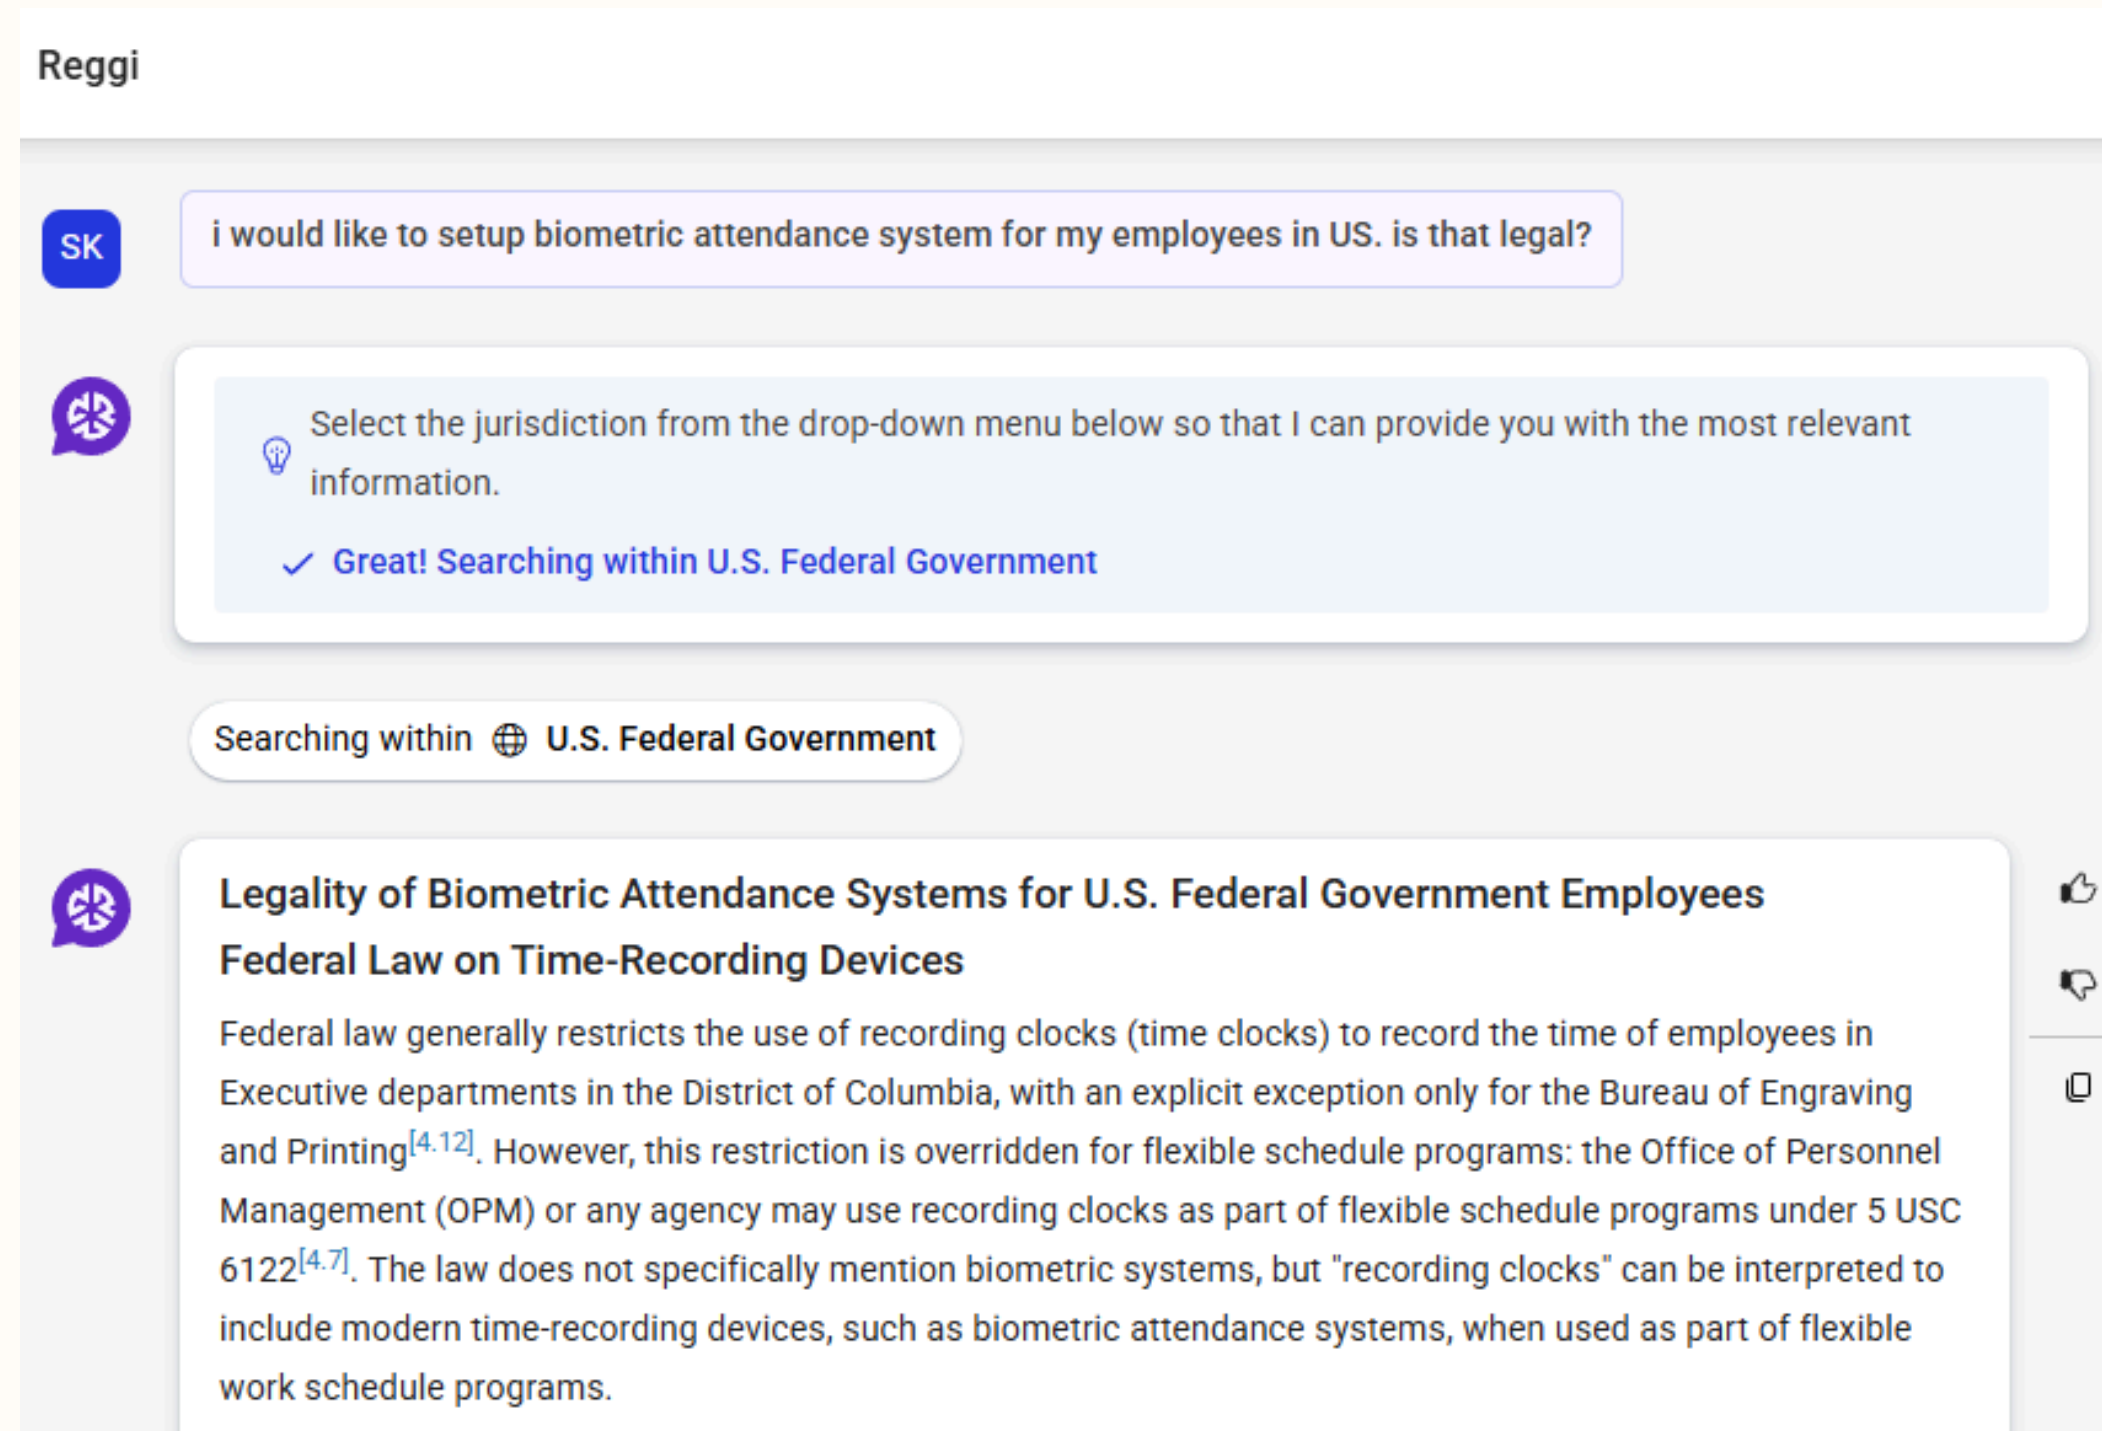 Reggi
SK
i would like to setup biometric attendance system for my employees in US. is that legal?
Select the jurisdiction from the drop-down menu below so that I can provide you with the most relevant
information.
Great! Searching within U.S. Federal Government
Searching within U.S. Federal Government
Legality of Biometric Attendance Systems for U.S. Federal Government Employees
Federal Law on Time-Recording Devices
Federal law generally restricts the use of recording clocks (time clocks) to record the time of employees in
Executive departments in the District of Columbia, with an explicit exception only for the Bureau of Engraving
and Printing[4.12]. However, this restriction is overridden for flexible schedule programs: the Office of Personnel
Management (OPM) or any agency may use recording clocks as part of flexible schedule programs under 5 USC
6122[4.7]. The law does not specifically mention biometric systems, but "recording clocks" can be interpreted to
include modern time-recording devices, such as biometric attendance systems, when used as part of flexible
work schedule programs.